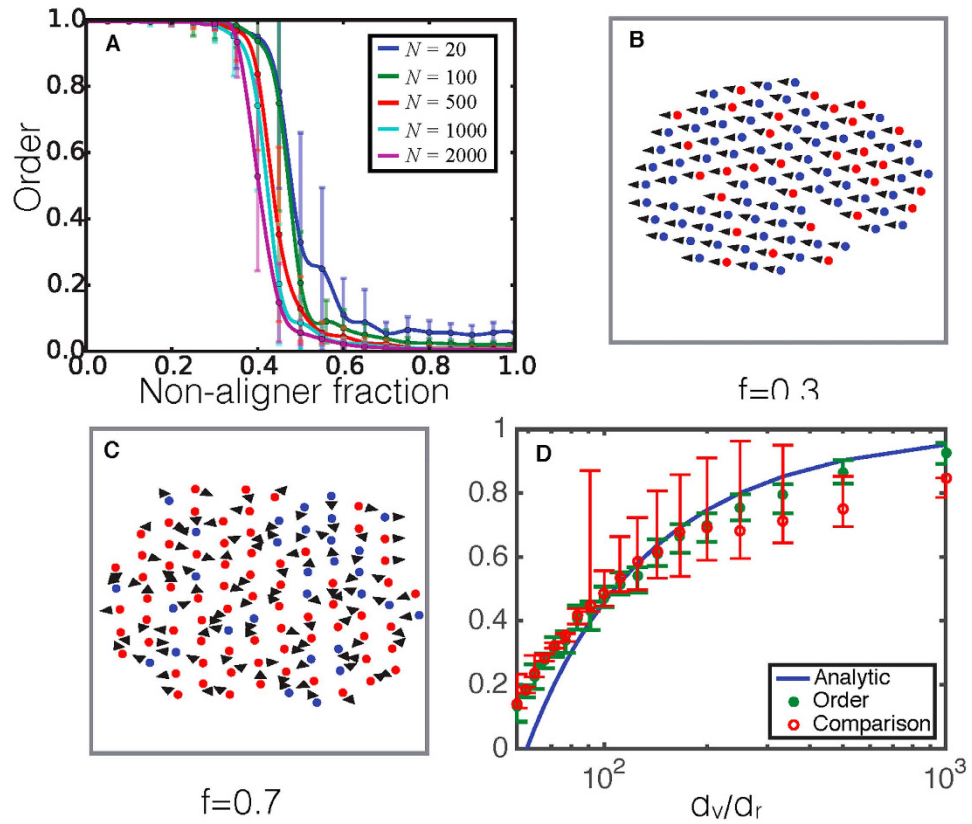 A
1.0
0.8
0.6
0.4
0.2
0.0
Order
N = 20
N = 100
N = 500
N = 1000
N = 2000
0.0 0.2 0.4 0.6 0.8 1.0
Non-aligner fraction
B
f=0.3
C
f=0.7
D
1
0.8
0.6
0.4
0.2
0
Analytic
Order
Comparison
10² 10³
dᵥ/dᵣ